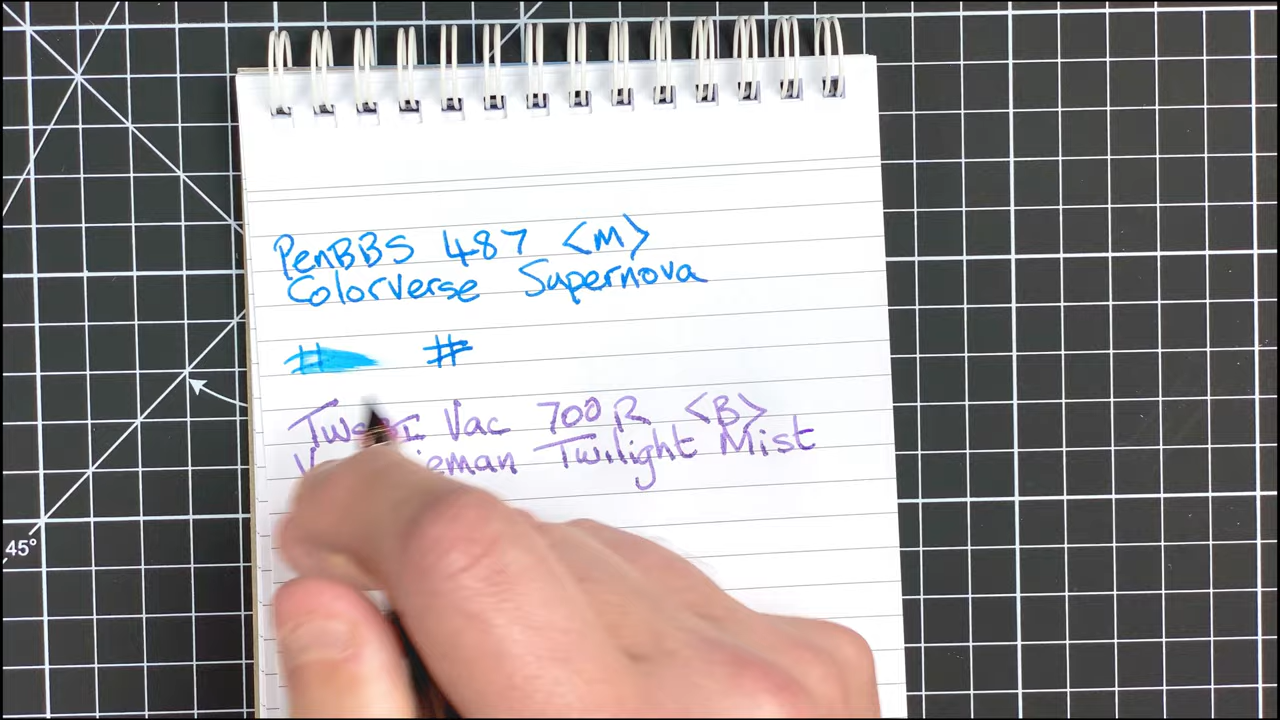 PenBBS 487 <M>
Colorverse Supernova
# #
Vac 700R <B>
Twilight Mist
45°